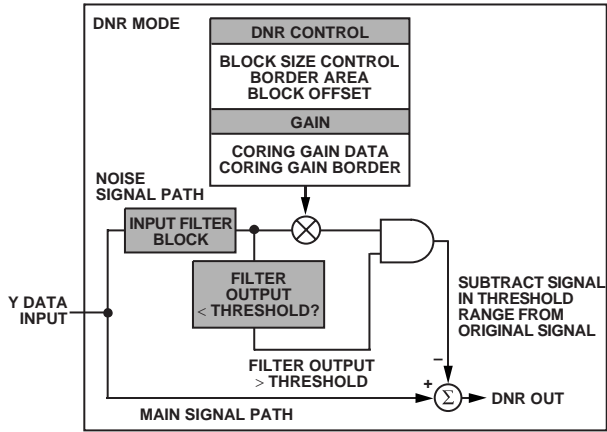 DNR MODE
DNR CONTROL
BLOCK SIZE CONTROL
BORDER AREA
BLOCK OFFSET
GAIN
CORING GAIN DATA
CORING GAIN BORDER
NOISE
SIGNAL PATH
INPUT FILTER
BLOCK
FILTER
OUTPUT
< THRESHOLD?
Y DATA
INPUT
FILTER OUTPUT
> THRESHOLD
SUBTRACT SIGNAL
IN THRESHOLD
RANGE FROM
ORIGINAL SIGNAL
–
+
Σ
DNR OUT
MAIN SIGNAL PATH